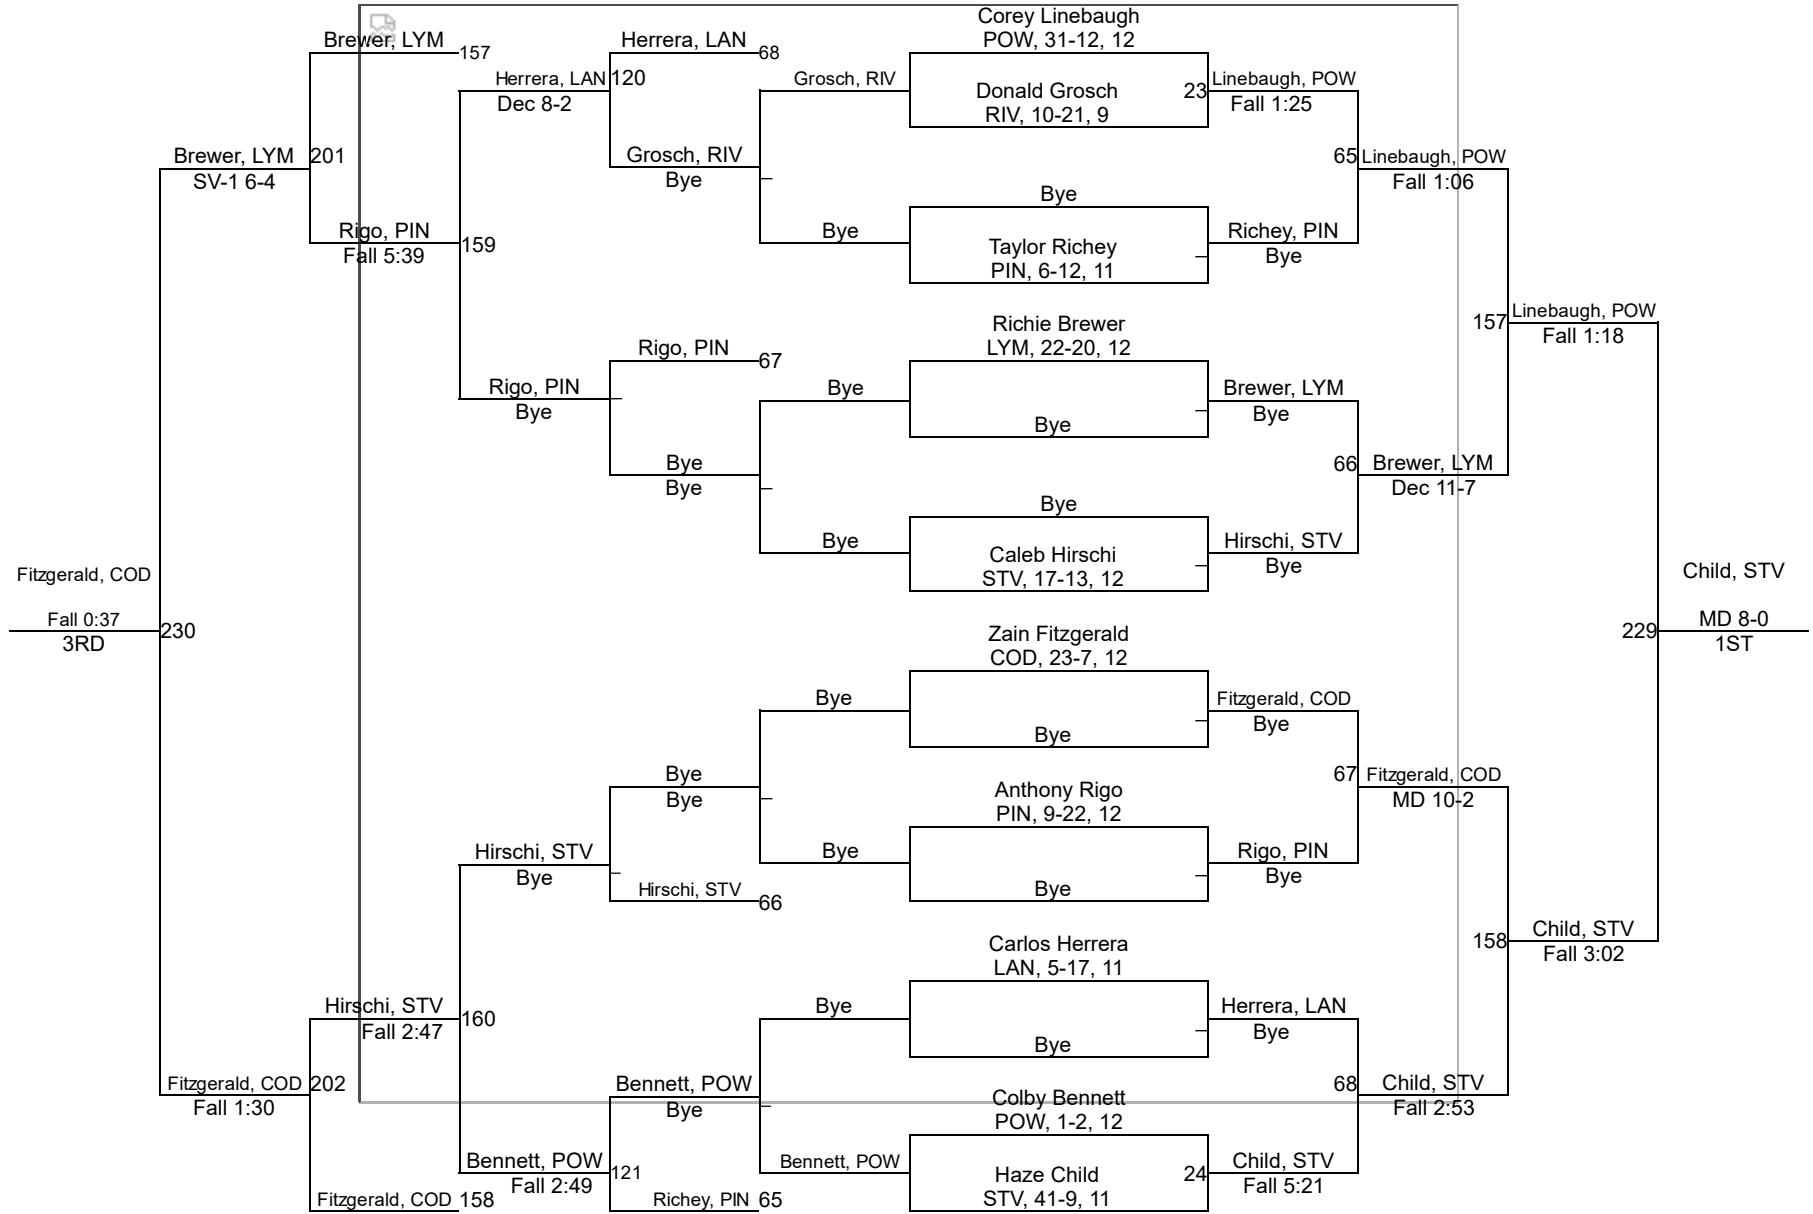 Corey Linebaugh
POW, 31-12, 12
Brewer, LYM
157
Herrera, LAN
68
Herrera, LAN
120
Dec 8-2
Grosch, RIV
Donald Grosch
RIV, 10-21, 9
23
Linebaugh, POW
Fall 1:25
Brewer, LYM
201
SV-1 6-4
Grosch, RIV
Bye
65
Linebaugh, POW
Fall 1:06
Bye
Rigo, PIN
Fall 5:39
159
Bye
Taylor Richey
PIN, 6-12, 11
Richey, PIN
Bye
157
Linebaugh, POW
Fall 1:18
Richie Brewer
LYM, 22-20, 12
Rigo, PIN
67
Rigo, PIN
Bye
Bye
Bye
Brewer, LYM
Bye
Bye
Bye
66
Brewer, LYM
Dec 11-7
Bye
Bye
Caleb Hirschi
STV, 17-13, 12
Hirschi, STV
Bye
Fitzgerald, COD
Fall 0:37
3RD
230
Child, STV
229
MD 8-0
1ST
Zain Fitzgerald
COD, 23-7, 12
Bye
Bye
Fitzgerald, COD
Bye
Bye
Bye
Anthony Rigo
PIN, 9-22, 12
67
Fitzgerald, COD
MD 10-2
Hirschi, STV
Bye
Bye
Bye
Rigo, PIN
Bye
Hirschi, STV
66
Carlos Herrera
LAN, 5-17, 11
158
Child, STV
Fall 3:02
Hirschi, STV
Fall 2:47
160
Bye
Bye
Herrera, LAN
Bye
Fitzgerald, COD
202
Fall 1:30
Bennett, POW
Bye
Colby Bennett
POW, 1-2, 12
68
Child, STV
Fall 2:53
Bennett, POW
Fall 2:49
121
Bennett, POW
Haze Child
STV, 41-9, 11
24
Child, STV
Fall 5:21
Fitzgerald, COD
158
Richey, PIN
65